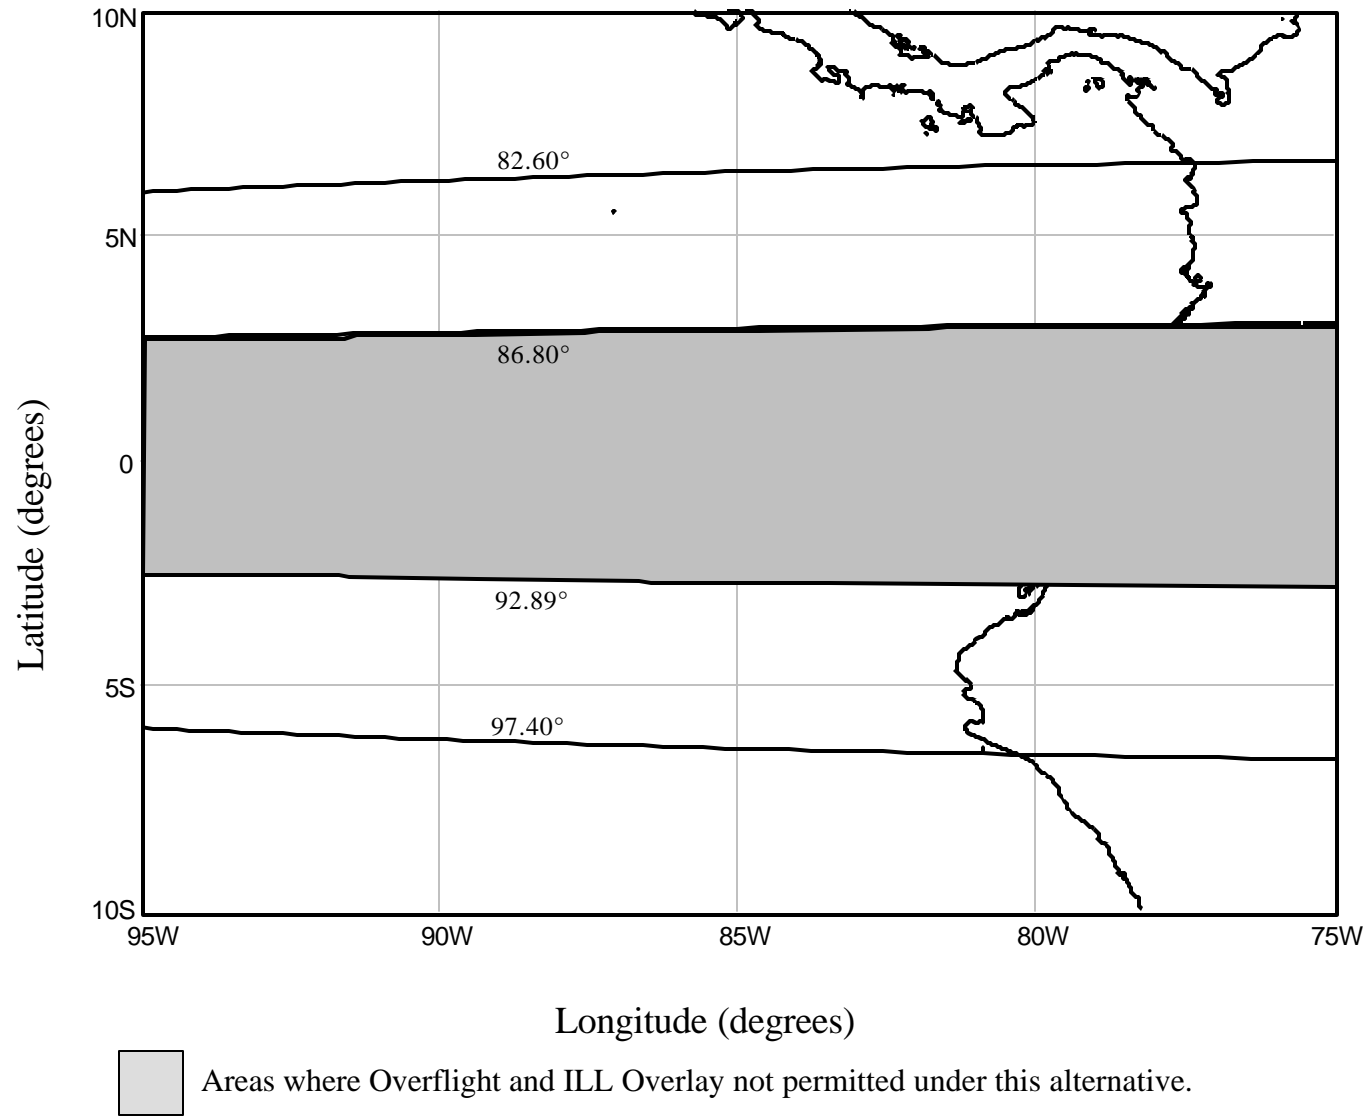 10N
82.60°
5N
86.80°
0
Latitude (degrees)
92.89°
5S
97.40°
10S
95W 90W 85W 80W 75W
Longitude (degrees)
Areas where Overflight and ILL Overlay not permitted under this alternative.